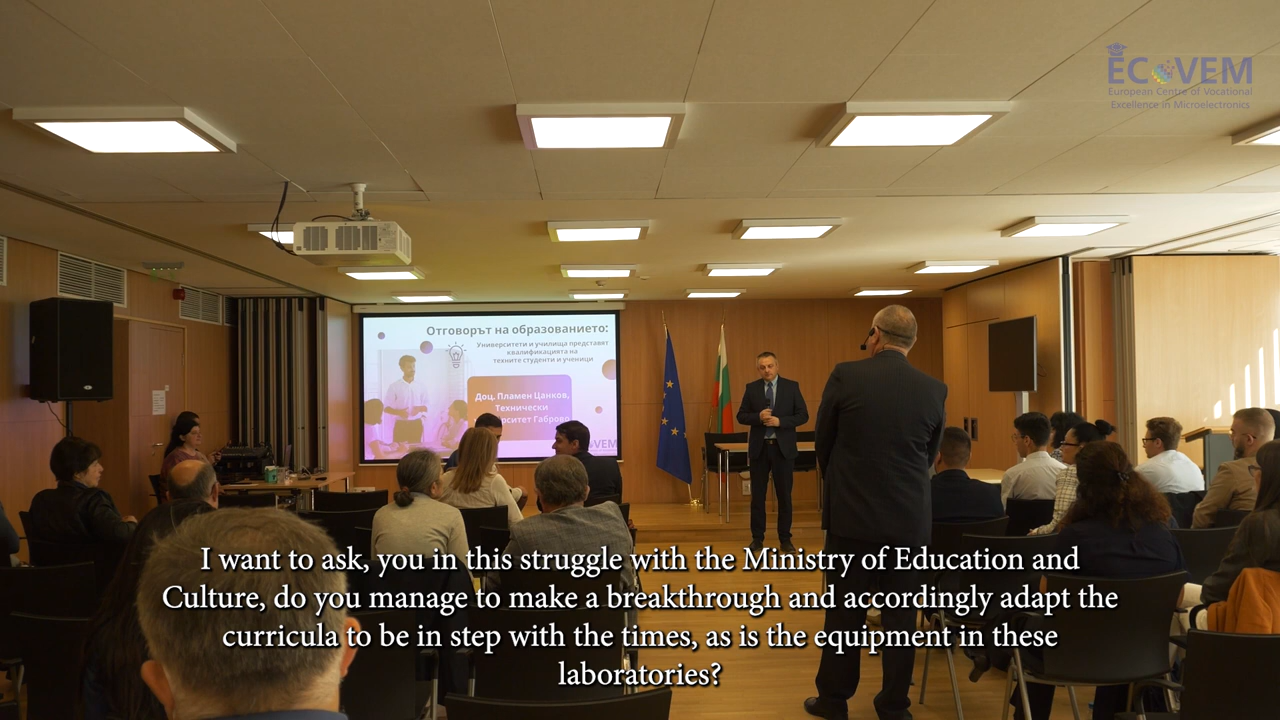 ECOVEM
European Centre of Vocational
Excellence in Microelectronics
Отговорът на образованието:
Университети и училища представят
квалификацията на
техните студенти и ученици
Доц. Пламен Цанков,
Технически
Габрово
VEM
I want to ask, you in this struggle with the Ministry of Education and
Culture, do you manage to make a breakthrough and accordingly adapt the
curricula to be in step with the times, as is the equipment in these
laboratories?